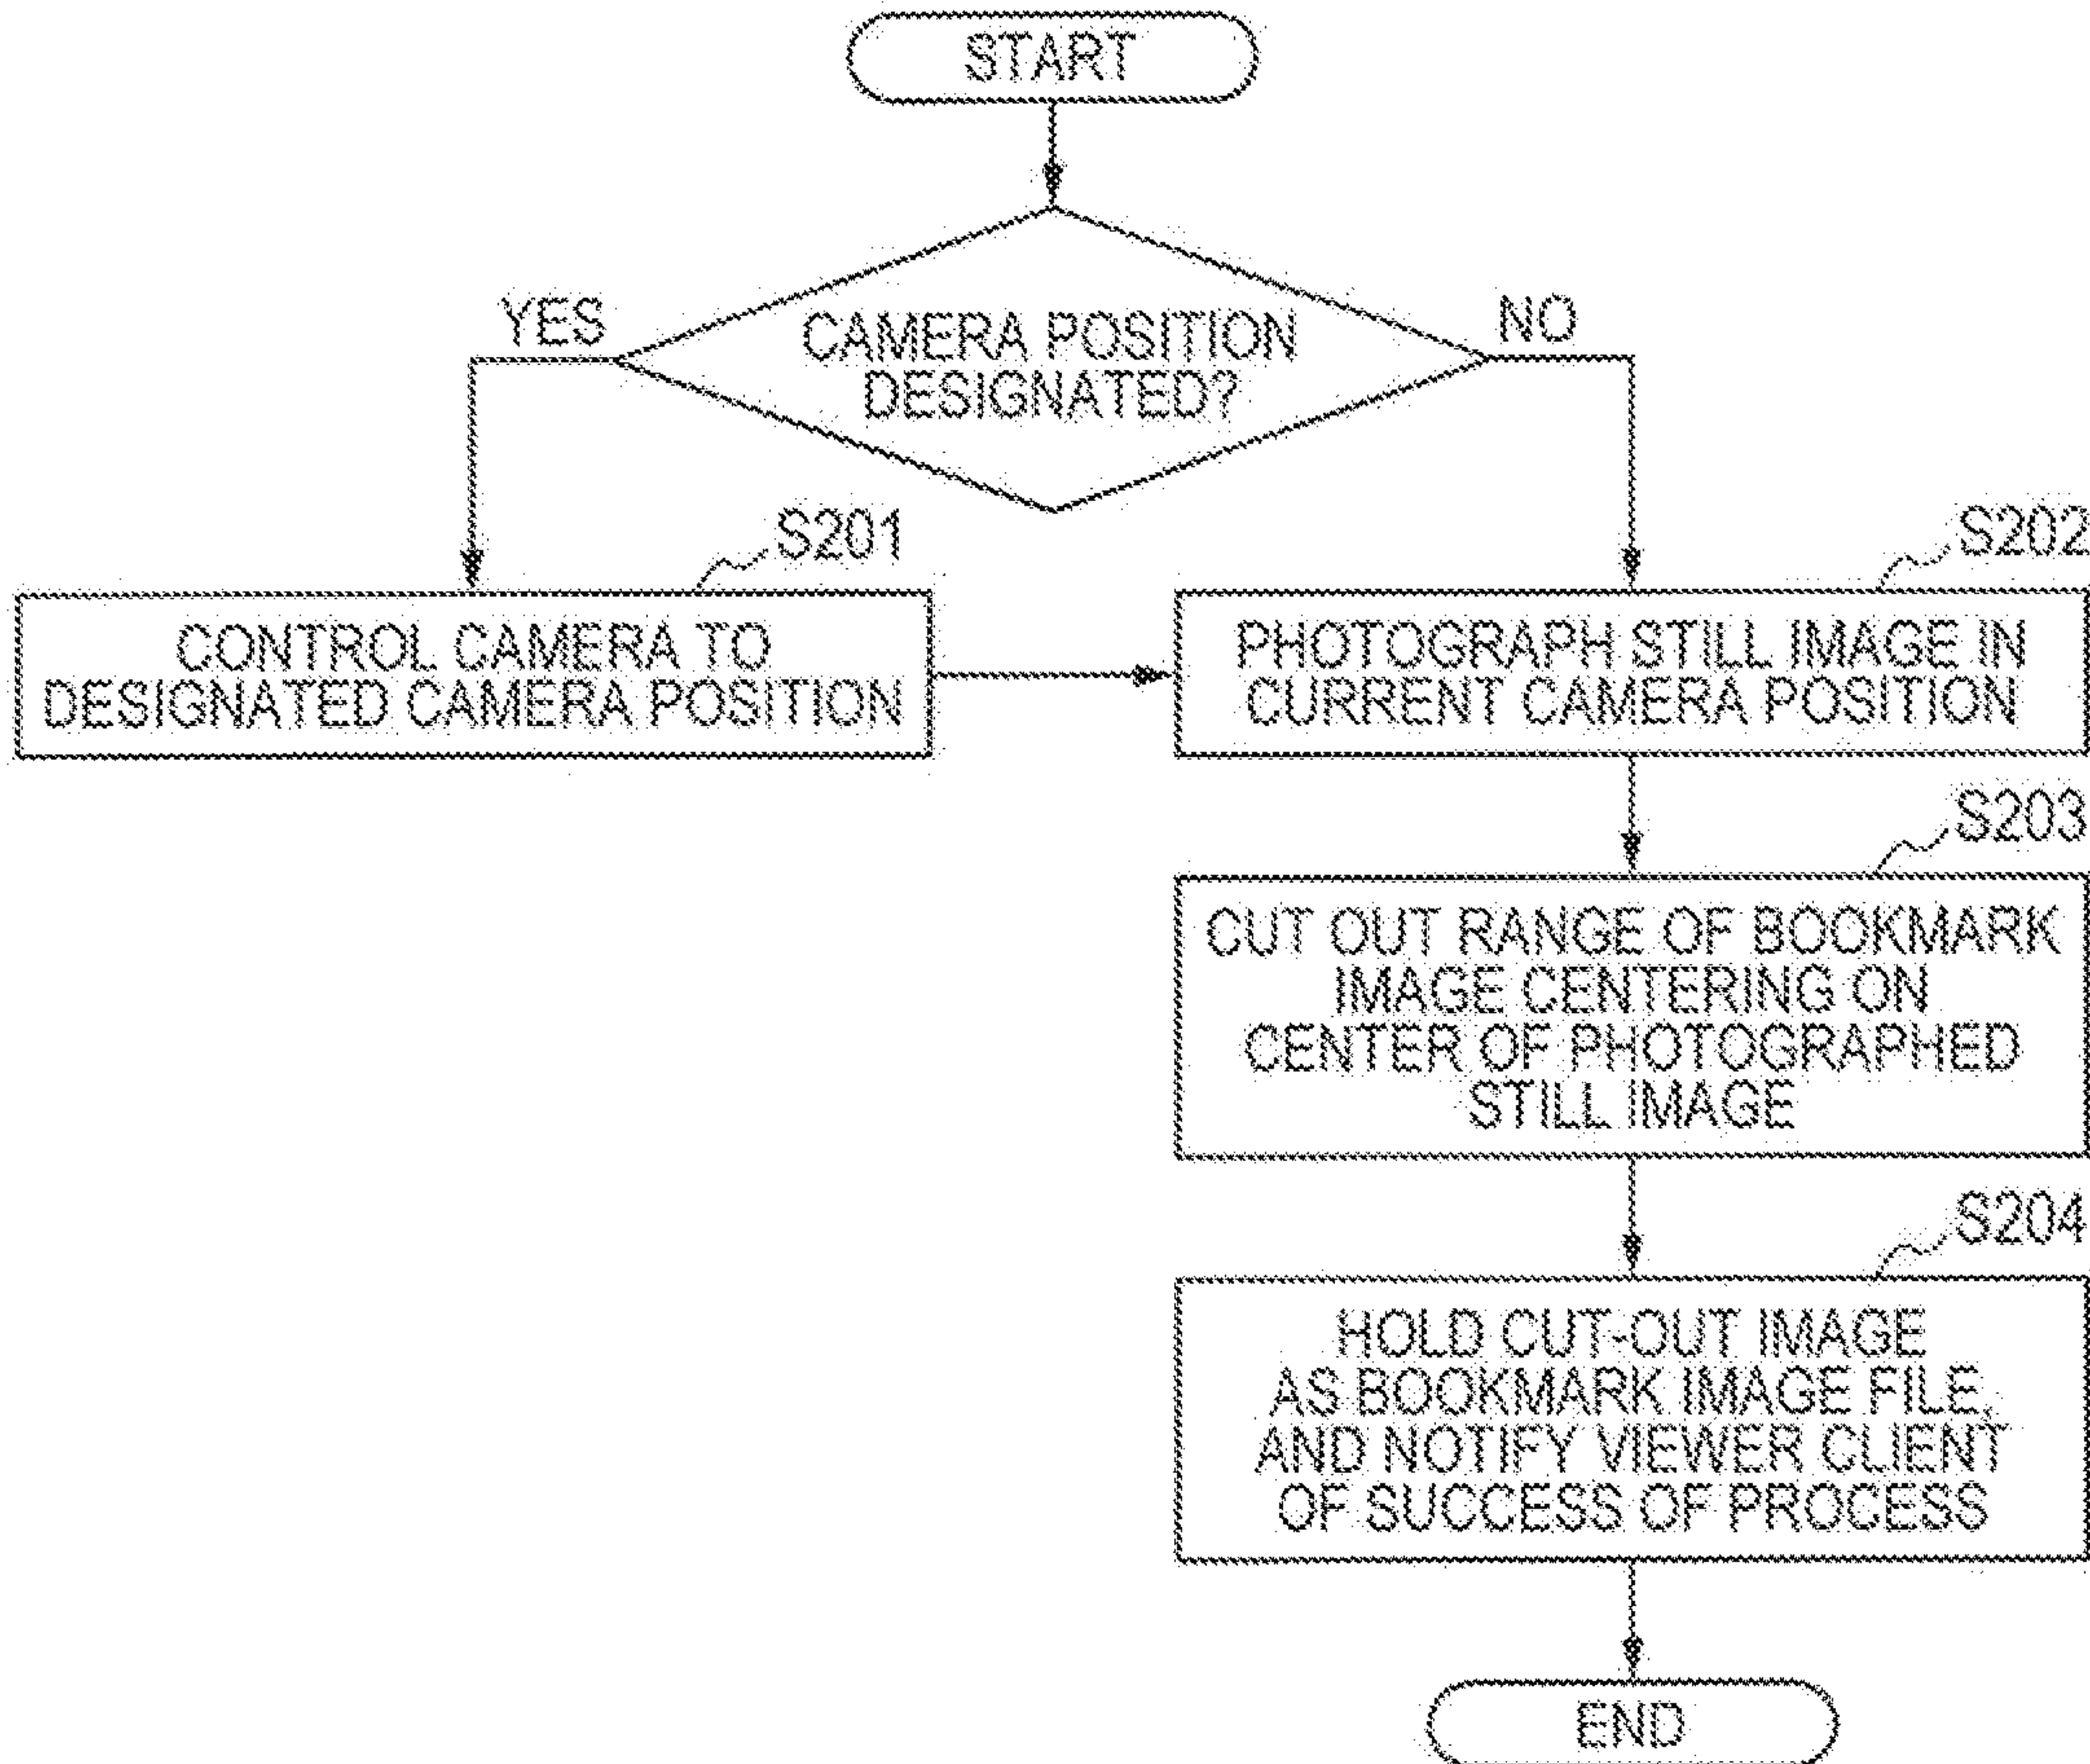 START
CAMERA POSITION
DESIGNATED?
YES
NO
S201
CONTROL CAMERA TO
DESIGNATED CAMERA POSITION
S202
PHOTOGRAPH STILL IMAGE IN
CURRENT CAMERA POSITION
S203
CUT OUT RANGE OF BOOKMARK
IMAGE CENTERING ON
CENTER OF PHOTOGRAPHED
STILL IMAGE
S204
HOLD CUT-OUT IMAGE
AS BOOKMARK IMAGE FILE,
AND NOTIFY VIEWER CLIENT
OF SUCCESS OF PROCESS
END